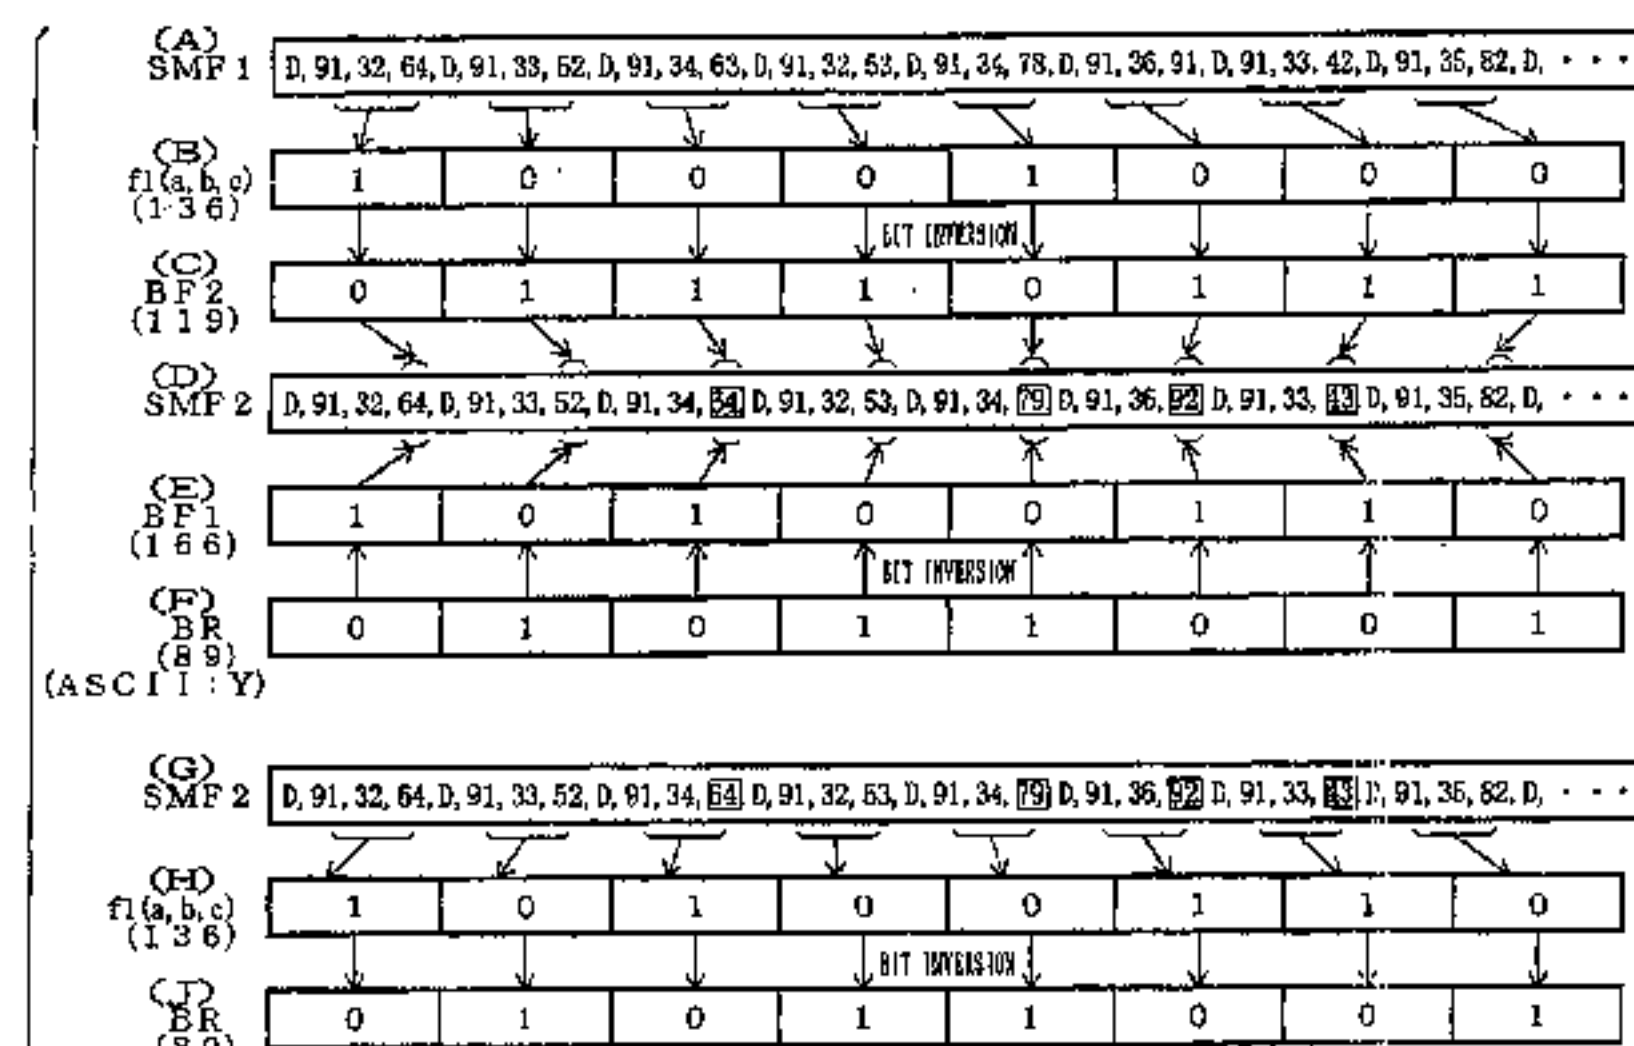 (A)
SMF 1 D, 91, 32, 64, D, 91, 33, 52, D, 91, 34, 63, D, 91, 32, 53, D, 91, 34, 78, D, 91, 36, 91, D, 91, 33, 42, D, 91, 35, 82, D, · · ·
(B)
f1(a, b, c) 1 0 0 0 1 0 0 0
(136)
BIT INVERSION
(C)
BF2 0 1 1 1 0 1 1 1
(119)
(D)
SMF 2 D, 91, 32, 64, D, 91, 33, 52, D, 91, 34, 64 D, 91, 32, 53, D, 91, 34, 79 D, 91, 36, 92 D, 91, 33, 43 D, 91, 35, 82, D, · · ·
(E)
BF1 1 0 1 0 0 1 1 0
(166)
BIT INVERSION
(F)
BR 0 1 0 1 1 0 0 1
(89)
(ASCII:Y)
(G)
SMF 2 D, 91, 32, 64, D, 91, 33, 52, D, 91, 34, 64 D, 91, 32, 53, D, 91, 34, 79 D, 91, 36, 92 D, 91, 33, 43 D, 91, 35, 82, D, · · ·
(H)
f1(a, b, c) 1 0 1 0 0 1 1 0
(136)
BIT INVERSION
(J)
BR 0 1 0 1 1 0 0 1
(89)